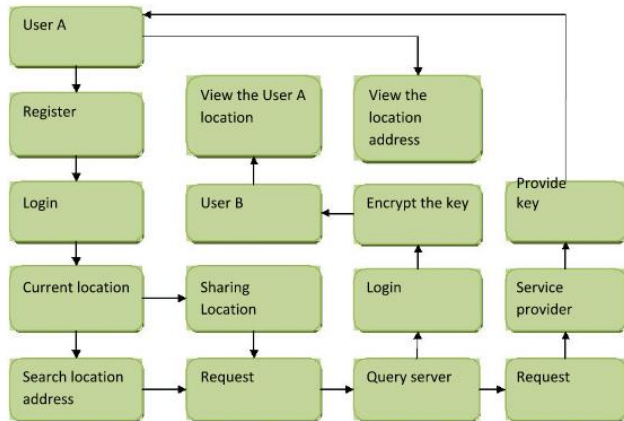 User A
Register
View the User A
location
View the
location
address
Login
User B
Encrypt the key
Provide
key
Current location
Sharing
Location
Login
Service
provider
Search location
address
Request
Query server
Request